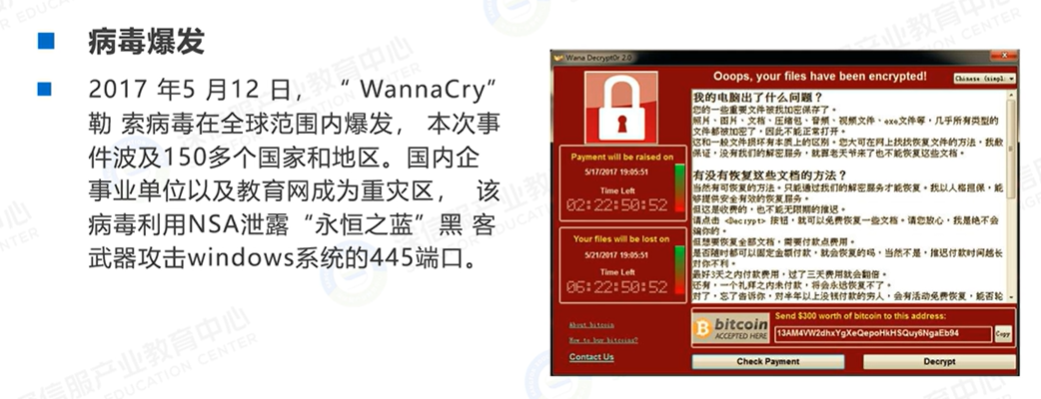 病毒爆发
2017 年5 月12 日， “ WannaCry”
勒 索病毒在全球范围内爆发， 本次事
件波及150多个国家和地区。国内企
事业单位以及教育网成为重灾区， 该
病毒利用NSA泄露“永恒之蓝”黑 客
武器攻击windows系统的445端口。
Wana Decrypt0r 2.0
Ooops, your files have been encrypted!
Chinese (simpl:
Payment will be raised on
5/17/2017 19:05:51
Time Left
02:22:50:52
Your files will be lost on
5/21/2017 19:05:51
Time Left
06:22:50:52
About bitcoin
How to buy bitcoins?
Contact Us
我的电脑出了什么问题？
您的一些重要文件被我加密保存了。
照片、图片、文档、压缩包、音频、视频文件、exe文件等，几乎所有类型的
文件都被加密了，因此不能正常打开。
这和一般文件损坏有本质上的区别。您大可在网上找找恢复文件的方法，我敢
保证，没有我们的解密服务，就算老天爷来了也不能恢复这些文档。
有没有恢复这些文档的方法？
当然有可恢复的方法。只能通过我们的解密服务才能恢复。我以人格担保，能
够提供安全有效的恢复服务。
但这是收费的，也不能无限期的推迟。
请点击 <Decrypt> 按钮，就可以免费恢复一些文档。请您放心，我是绝不会
骗你的。
但想要恢复全部文档，需要付款点费用。
是否随时都可以固定金额付款，就会恢复的吗，当然不是，推迟付款时间越长
对你不利。
最好3天之内付款费用，过了三天费用就会翻倍。
还有，一个礼拜之内未付款，将会永远恢复不了。
对了，忘了告诉你，对半年以上没钱付款的穷人，会有活动免费恢复，能否轮
bitcoin
ACCEPTED HERE
Send $300 worth of bitcoin to this address:
13AM4VW2dhxYgXeQepoHkHSQuy6NgaEb94
Copy
Check Payment
Decrypt
深信服产业教育中心
EDUCATION CENTER